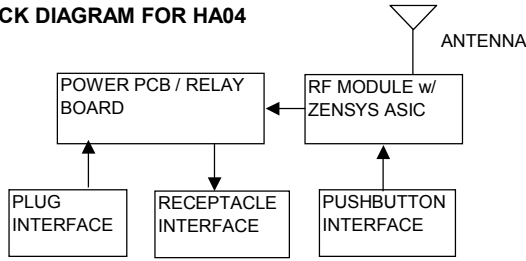 CK DIAGRAM FOR HA04
ANTENNA
POWER PCB / RELAY
BOARD
RF MODULE w/
ZENSYS ASIC
PLUG
INTERFACE
RECEPTACLE
INTERFACE
PUSHBUTTON
INTERFACE